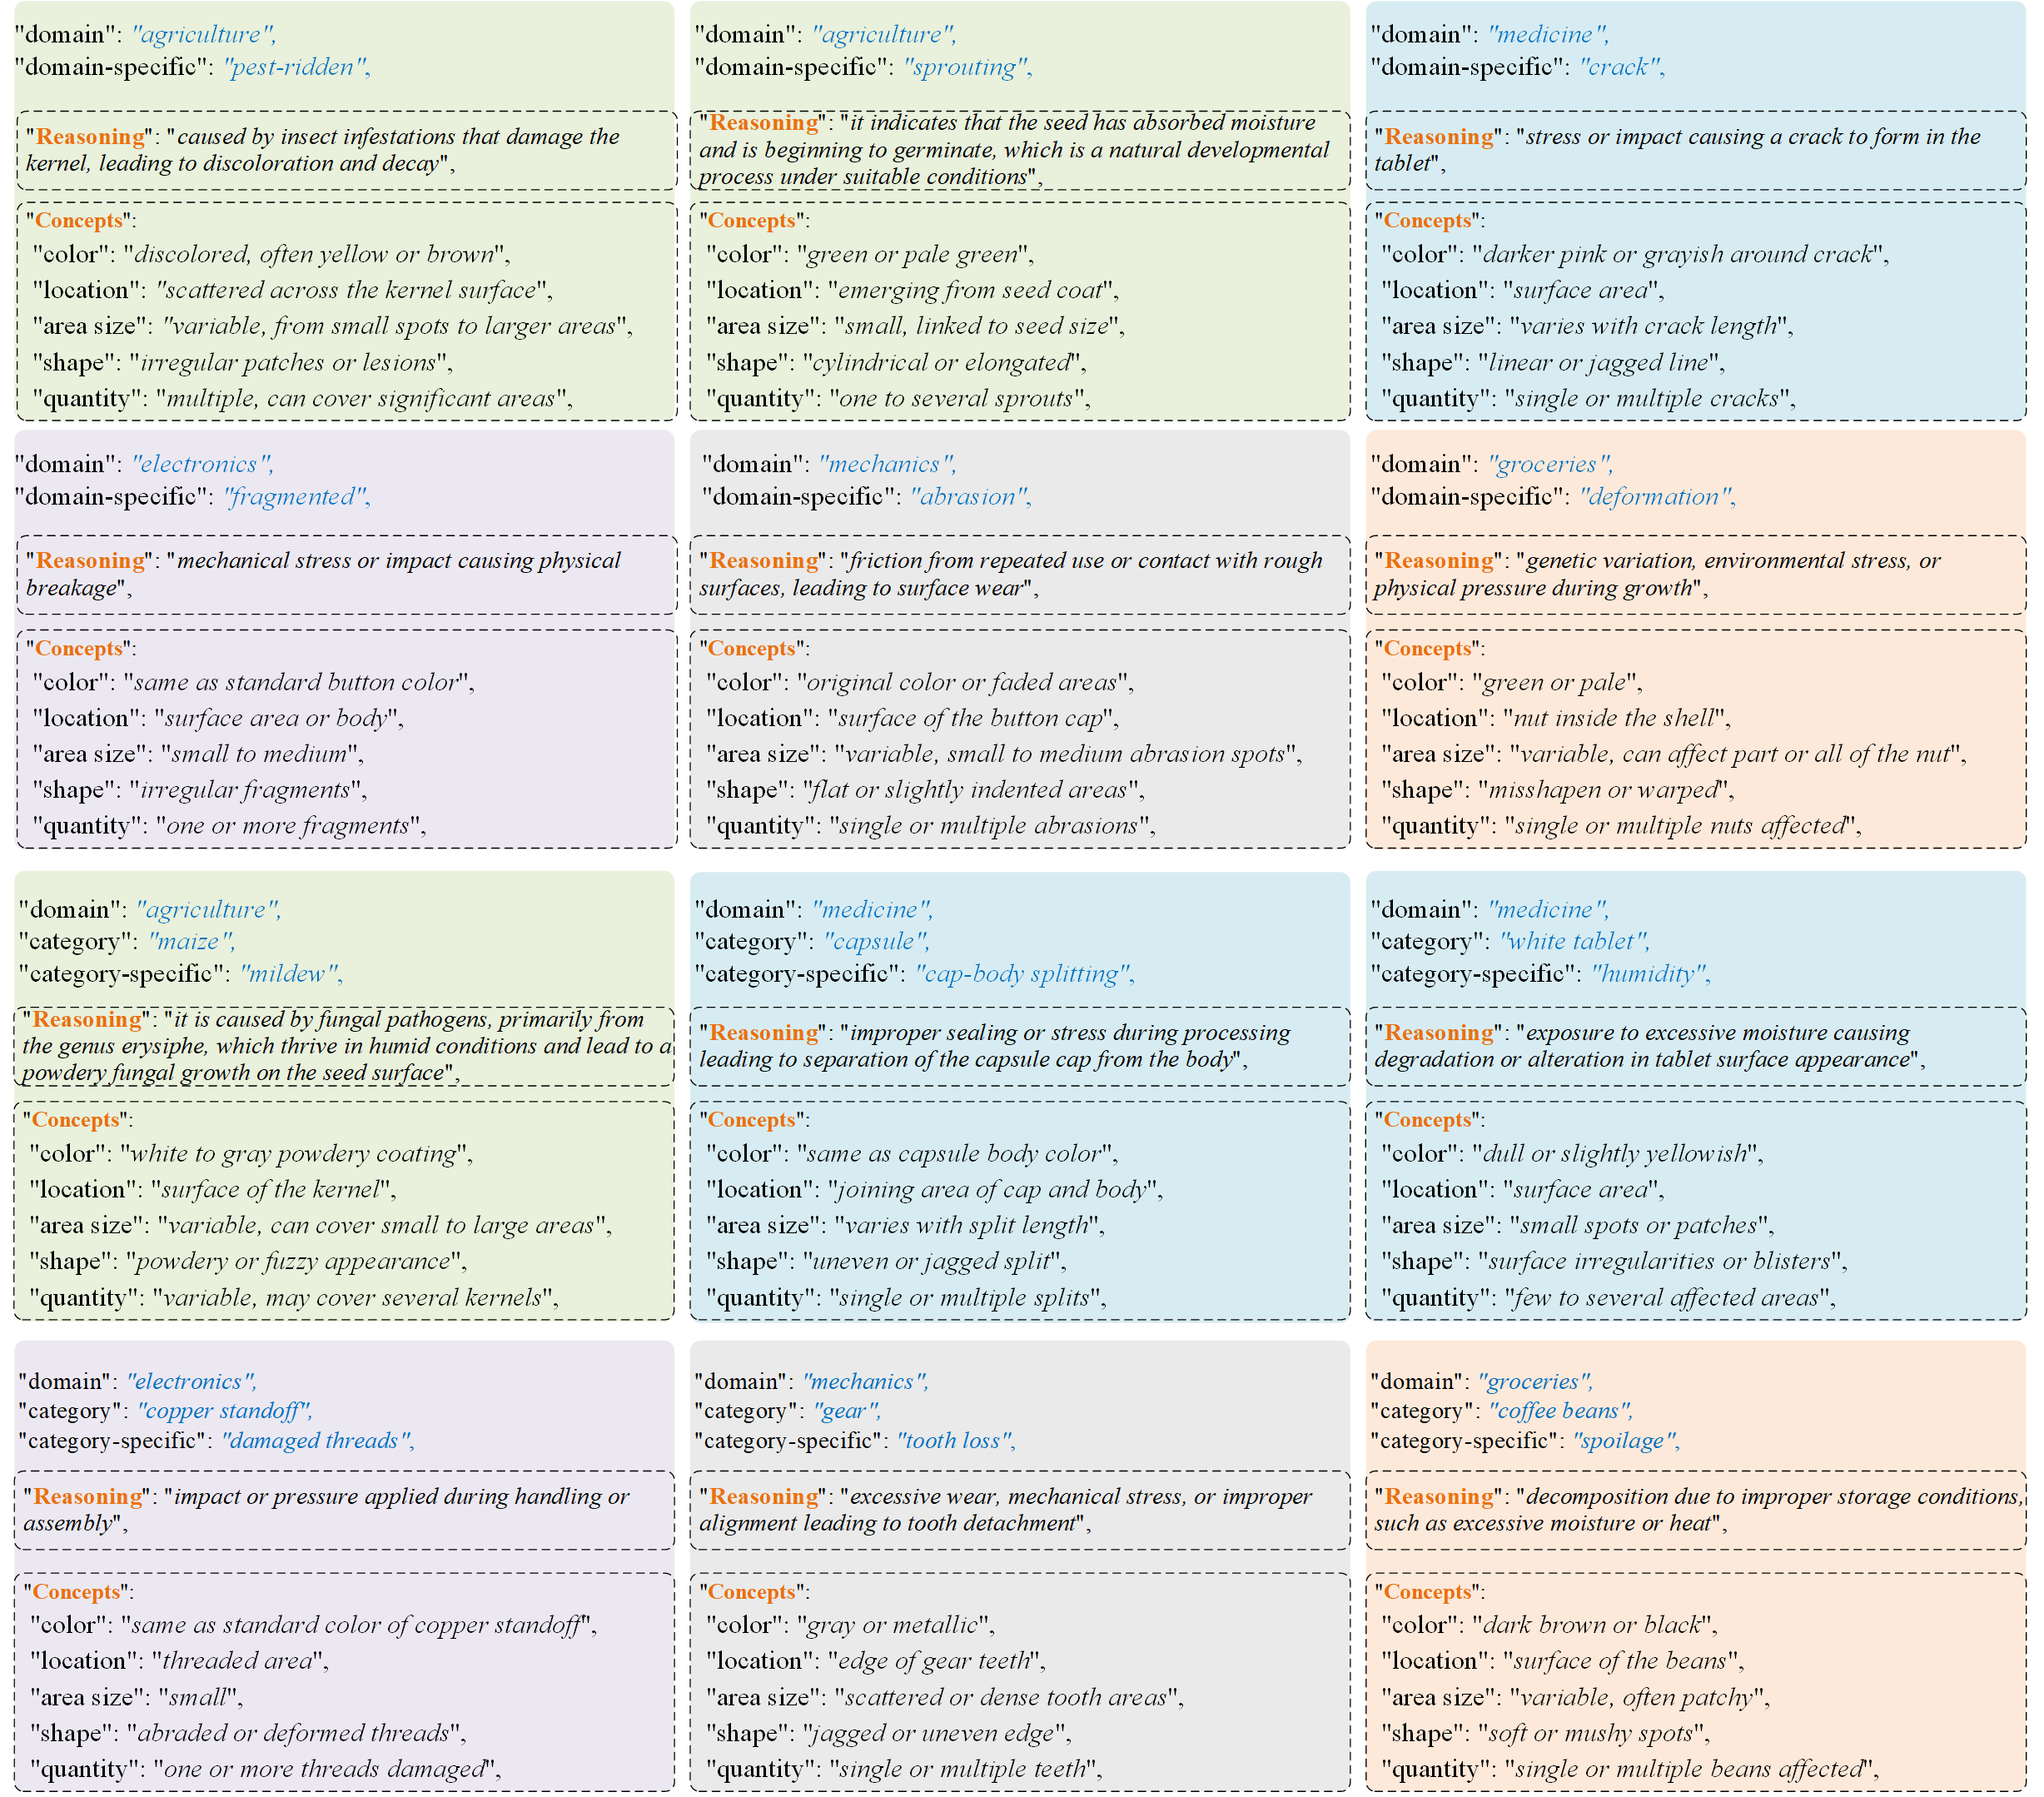 "domain": "agriculture",
"domain-specific": "pest-ridden",
"Reasoning": "caused by insect infestations that damage the
kernel, leading to discoloration and decay",
"Concepts":
"color": "discolored, often yellow or brown",
"location": "scattered across the kernel surface",
"area size": "variable, from small spots to larger areas",
"shape": "irregular patches or lesions",
"quantity": "multiple, can cover significant areas",
"domain": "agriculture",
"domain-specific": "sprouting",
"Reasoning": "it indicates that the seed has absorbed moisture
and is beginning to germinate, which is a natural developmental
process under suitable conditions",
"Concepts":
"color": "green or pale green",
"location": "emerging from seed coat",
"area size": "small, linked to seed size",
"shape": "cylindrical or elongated",
"quantity": "one to several sprouts",
"domain": "medicine",
"domain-specific": "crack",
"Reasoning": "stress or impact causing a crack to form in the
tablet",
"Concepts":
"color": "darker pink or grayish around crack",
"location": "surface area",
"area size": "varies with crack length",
"shape": "linear or jagged line",
"quantity": "single or multiple cracks",
"domain": "electronics",
"domain-specific": "fragmented",
"Reasoning": "mechanical stress or impact causing physical
breakage",
"Concepts":
"color": "same as standard button color",
"location": "surface area or body",
"area size": "small to medium",
"shape": "irregular fragments",
"quantity": "one or more fragments",
"domain": "mechanics",
"domain-specific": "abrasion",
"Reasoning": "friction from repeated use or contact with rough
surfaces, leading to surface wear",
"Concepts":
"color": "original color or faded areas",
"location": "surface of the button cap",
"area size": "variable, small to medium abrasion spots",
"shape": "flat or slightly indented areas",
"quantity": "single or multiple abrasions",
"domain": "groceries",
"domain-specific": "deformation",
"Reasoning": "genetic variation, environmental stress, or
physical pressure during growth",
"Concepts":
"color": "green or pale",
"location": "nut inside the shell",
"area size": "variable, can affect part or all of the nut",
"shape": "misshapen or warped",
"quantity": "single or multiple nuts affected",
"domain": "agriculture",
"category": "maize",
"category-specific": "mildew",
"Reasoning": "it is caused by fungal pathogens, primarily from
the genus erysiphe, which thrive in humid conditions and lead to a
powdery fungal growth on the seed surface",
"Concepts":
"color": "white to gray powdery coating",
"location": "surface of the kernel",
"area size": "variable, can cover small to large areas",
"shape": "powdery or fuzzy appearance",
"quantity": "variable, may cover several kernels",
"domain": "medicine",
"category": "capsule",
"category-specific": "cap-body splitting",
"Reasoning": "improper sealing or stress during processing
leading to separation of the capsule cap from the body",
"Concepts":
"color": "same as capsule body color",
"location": "joining area of cap and body",
"area size": "varies with split length",
"shape": "uneven or jagged split",
"quantity": "single or multiple splits",
"domain": "medicine",
"category": "white tablet",
"category-specific": "humidity",
"Reasoning": "exposure to excessive moisture causing
degradation or alteration in tablet surface appearance",
"Concepts":
"color": "dull or slightly yellowish",
"location": "surface area",
"area size": "small spots or patches",
"shape": "surface irregularities or blisters",
"quantity": "few to several affected areas",
"domain": "electronics",
"category": "copper standoff",
"category-specific": "damaged threads",
"Reasoning": "impact or pressure applied during handling or
assembly",
"Concepts":
"color": "same as standard color of copper standoff",
"location": "threaded area",
"area size": "small",
"shape": "abraded or deformed threads",
"quantity": "one or more threads damaged",
"domain": "mechanics",
"category": "gear",
"category-specific": "tooth loss",
"Reasoning": "excessive wear, mechanical stress, or improper
alignment leading to tooth detachment",
"Concepts":
"color": "gray or metallic",
"location": "edge of gear teeth",
"area size": "scattered or dense tooth areas",
"shape": "jagged or uneven edge",
"quantity": "single or multiple teeth",
"domain": "groceries",
"category": "coffee beans",
"category-specific": "spoilage",
"Reasoning": "decomposition due to improper storage conditions,
such as excessive moisture or heat",
"Concepts":
"color": "dark brown or black",
"location": "surface of the beans",
"area size": "variable, often patchy",
"shape": "soft or mushy spots",
"quantity": "single or multiple beans affected",